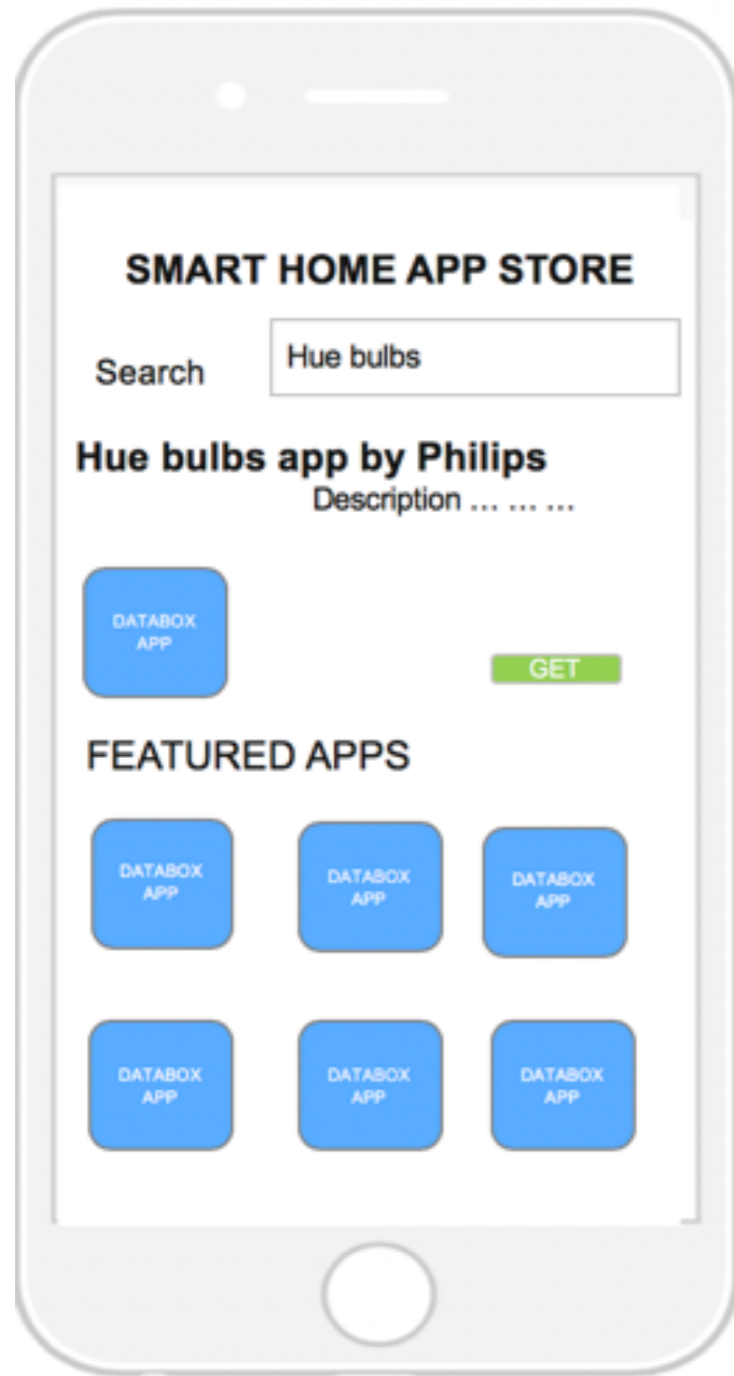 SMART HOME APP STORE
Search
Hue bulbs
Hue bulbs app by Philips
Description ... ... ...
DATABOX
APP
GET
FEATURED APPS
DATABOX
APP
DATABOX
APP
DATABOX
APP
DATABOX
APP
DATABOX
APP
DATABOX
APP